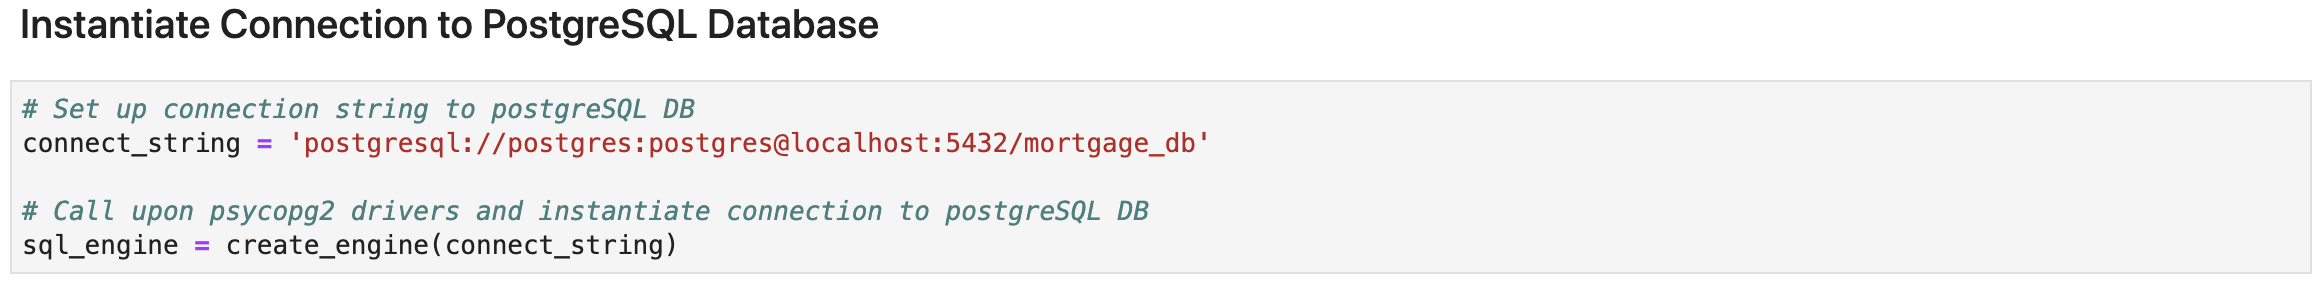 Instantiate Connection to PostgreSQL Database
# Set up connection string to postgreSQL DB
connect_string = 'postgresql://postgres:postgres@localhost:5432/mortgage_db'
# Call upon psycopg2 drivers and instantiate connection to postgreSQL DB
sql_engine = create_engine(connect_string)